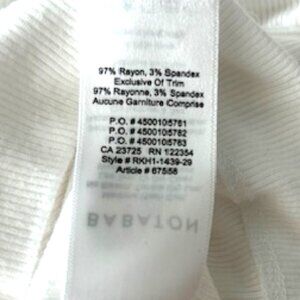 97% Rayon, 3% Spandex
Exclusive Of Trim
97% Rayonne, 3% Spandex
Aucune Garniture Comprise
P.O. # 4500105761
P.O. # 4500105762
P.O. # 4500105763
CA 23725 RN 122354
Style # RKH1-1439-29
Article # 67558
BABATON